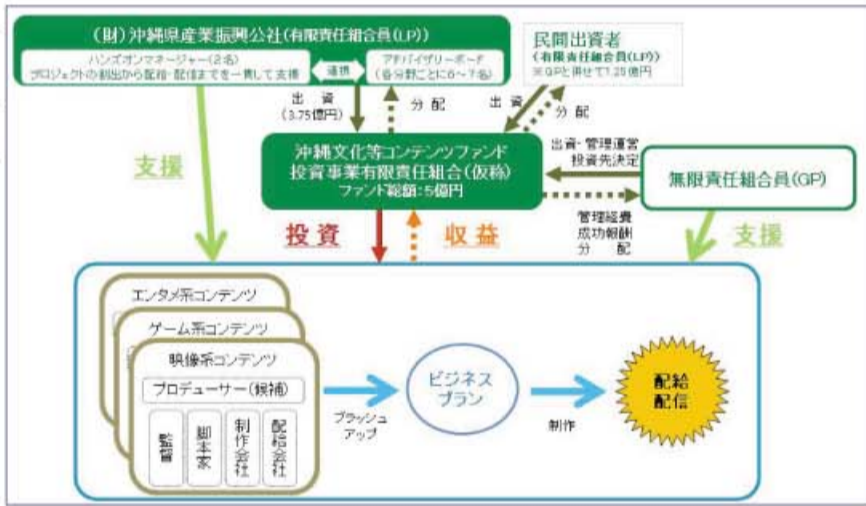 (財)沖縄県産業振興公社(有限責任組合員(LP))
ハンズオンマネージャー(2名)
プロジェクトの創出から配給・配信までを一貫して支援
連携
アドバイザリーボード
(各分野ごとに6～7名)
民間出資者
(有限責任組合員(LP))
※GPと併せて1.25億円
出 資
(3.75億円)
分 配
出 資
分 配
支援
沖縄文化等コンテンツファンド
投資事業有限責任組合(仮称)
ファンド総額:5億円
出資・管理運営
投資先決定
無限責任組合員(GP)
管理経費
成功報酬
分 配
投資
収益
支援
エンタメ系コンテンツ
ゲーム系コンテンツ
映像系コンテンツ
プロデューサー(候補)
監督
脚本家
制作会社
配給会社
ブラッシュ
アップ
ビジネス
プラン
制作
配給
配信